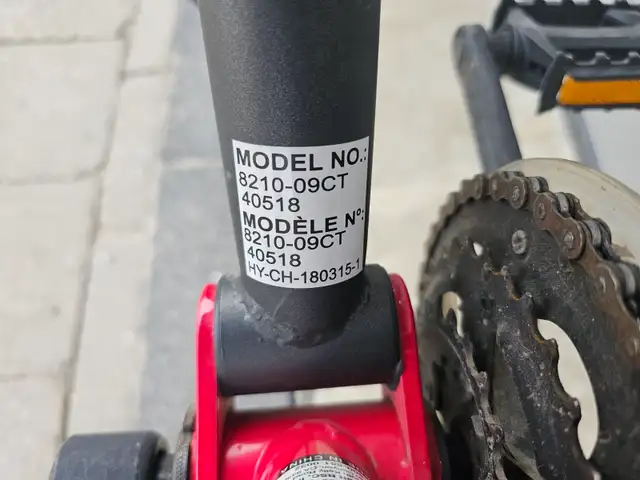 MODEL NO.:
8210-09CT
40518
MODÈLE Nº:
8210-09CT
40518
HY-CH-180315-1